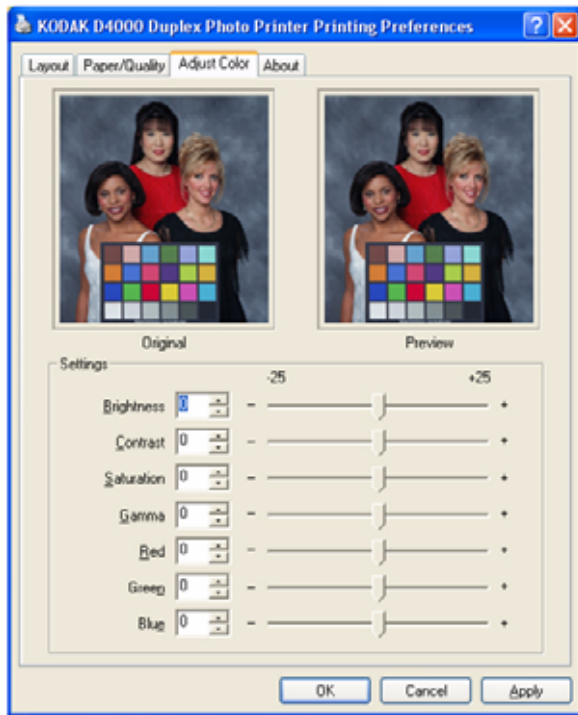 KODAK D4000 Duplex Photo Printer Printing Preferences
Layout Paper/Quality Adjust Color About
Original Preview
Settings
-25 +25
Brightness 0 - +
Contrast 0 - +
Saturation 0 - +
Gamma 0 - +
Red 0 - +
Green 0 - +
Blue 0 - +
OK Cancel Apply